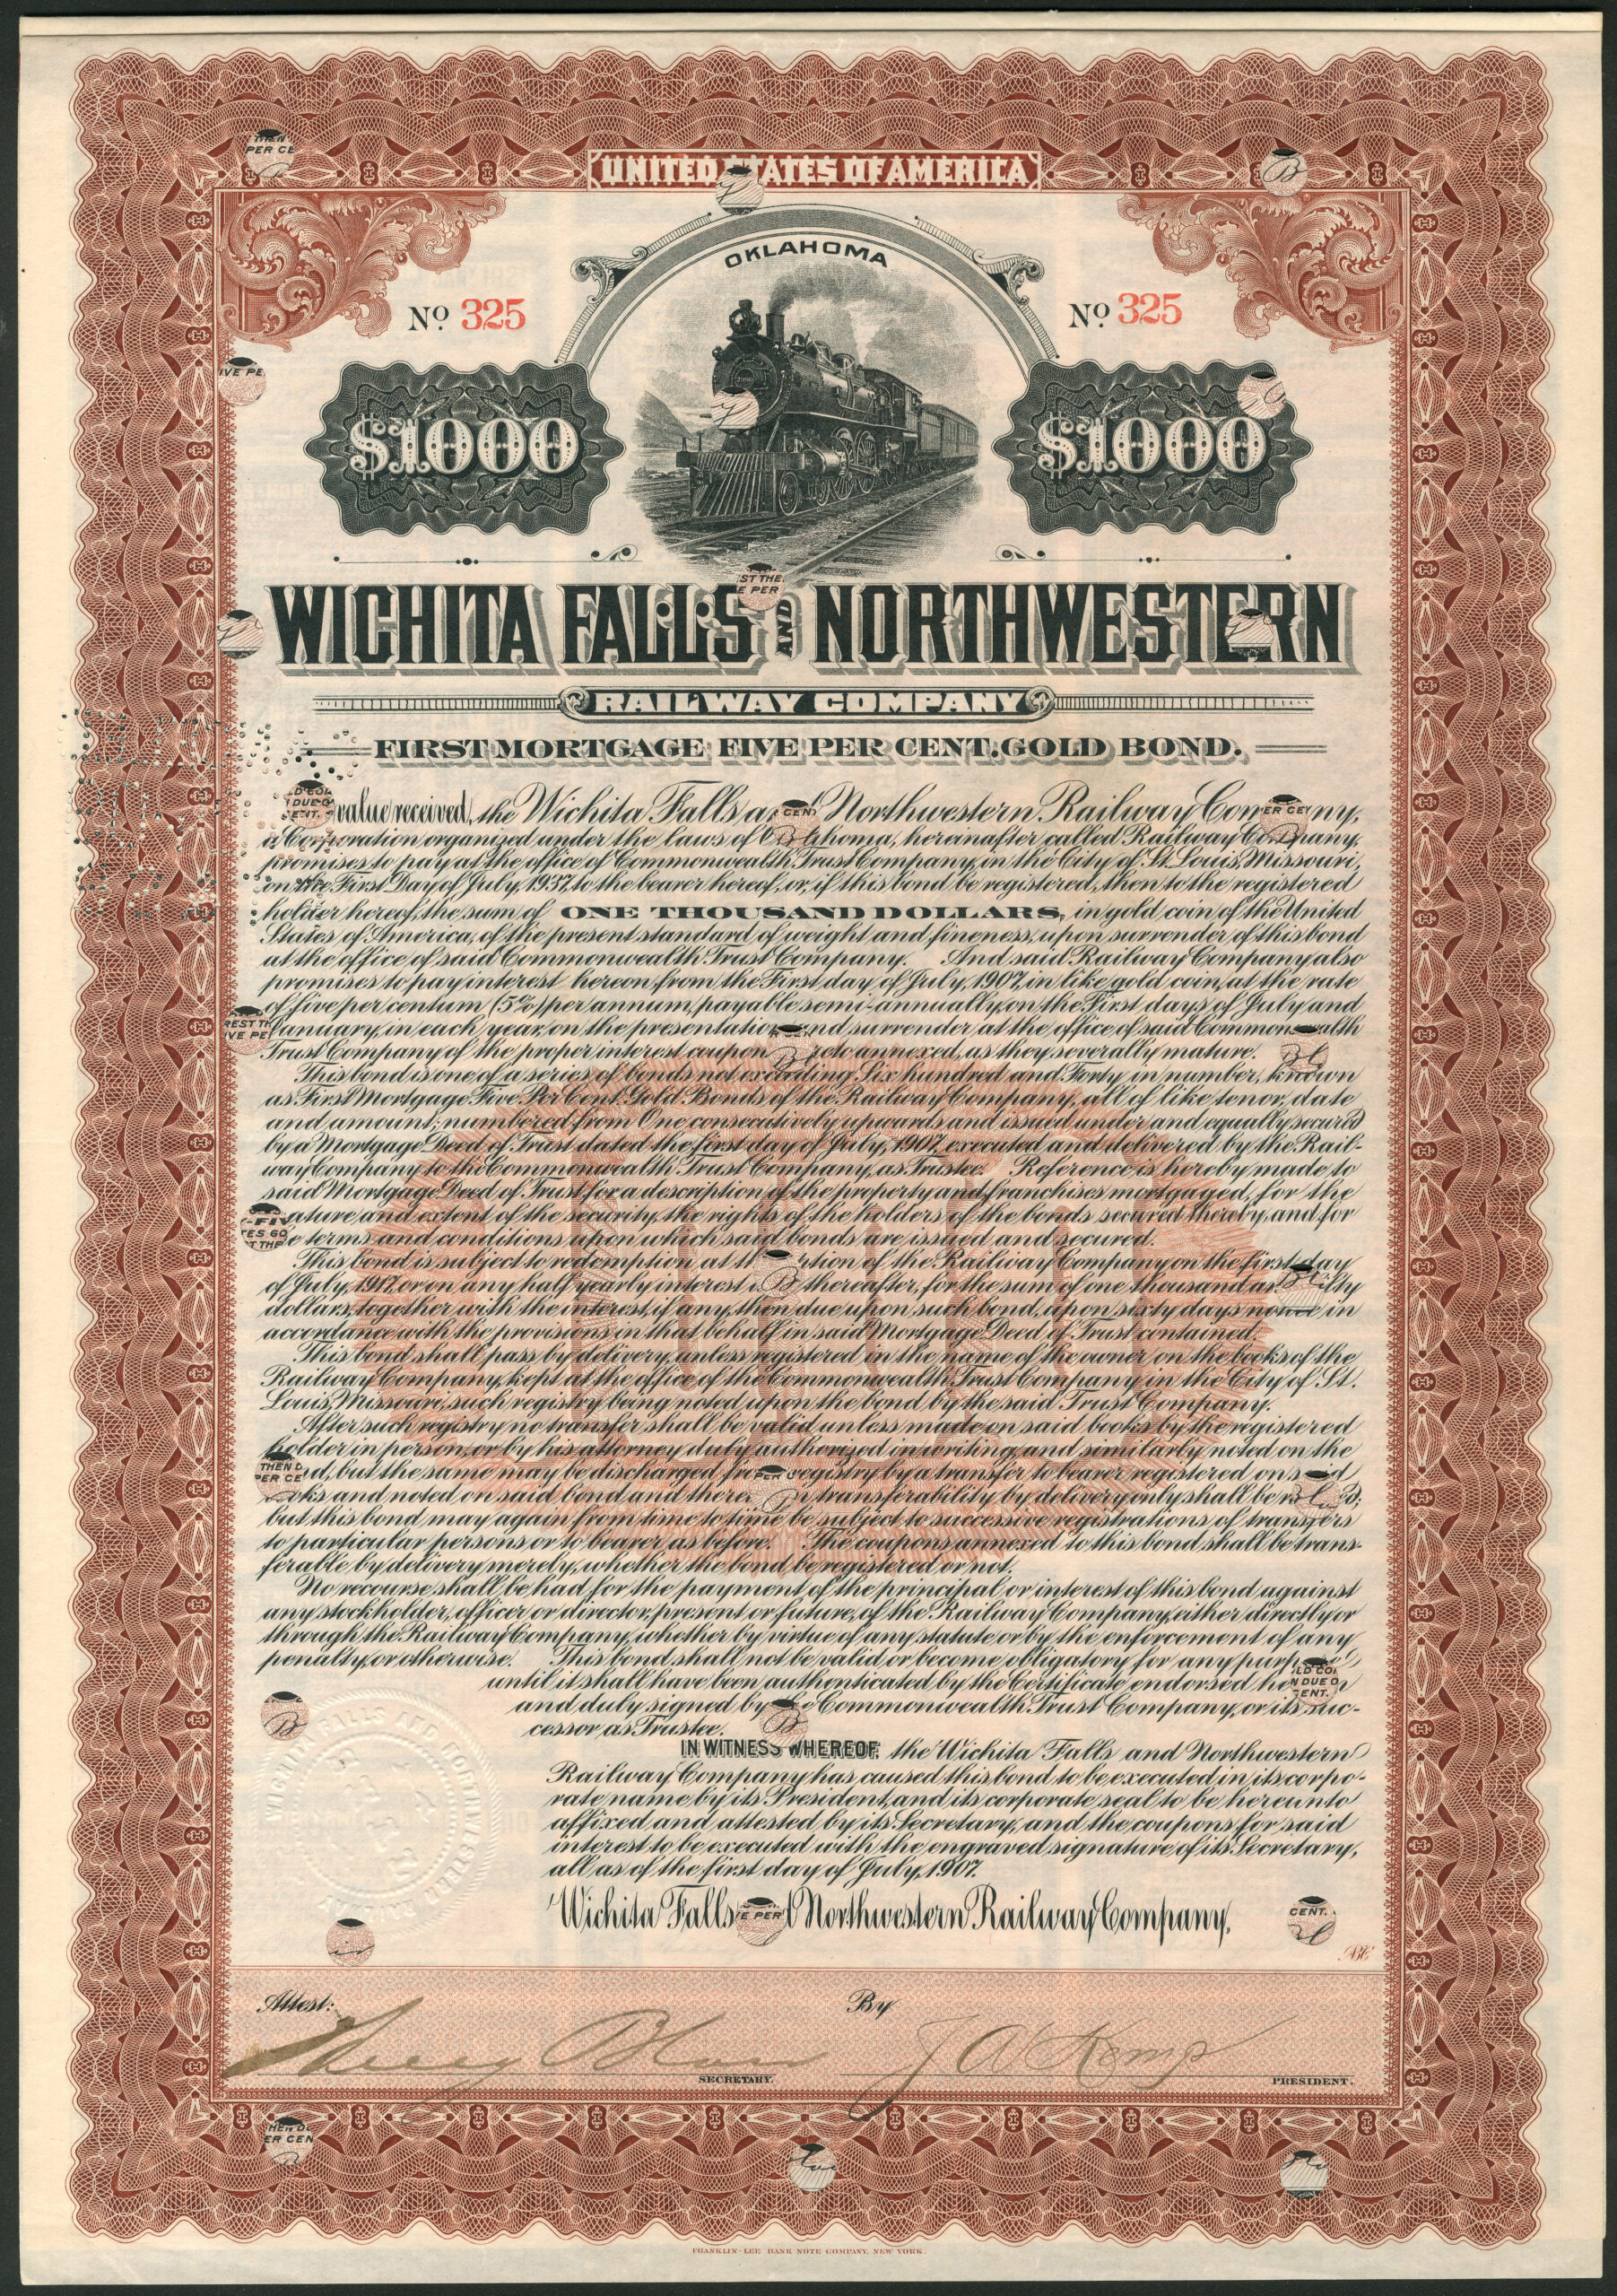 UNITED STATES OF AMERICA
OKLAHOMA
No 325
No 325
$1000
$1000
WICHITA FALLS AND NORTHWESTERN
RAILWAY COMPANY
FIRST MORTGAGE FIVE PER CENT. GOLD BOND.
value received, the Wichita Falls and Northwestern Railway Company,
a Corporation organized under the laws of Oklahoma, hereinafter called Railway Company,
promises to pay at the office of Commonwealth Trust Company, in the City of St. Louis, Missouri,
on the First Day of July, 1937, to the bearer hereof, or, if this bond be registered, then to the registered
holder hereof, the sum of ONE THOUSAND DOLLARS, in gold coin of the United
States of America, of the present standard of weight and fineness, upon surrender of this bond
at the office of said Commonwealth Trust Company. And said Railway Company also
promises to pay interest hereon from the First day of July, 1907, in like gold coin, at the rate
of five per centum (5%) per annum, payable semi-annually, on the First days of July and
January, in each year, on the presentation and surrender at the office of said Commonwealth
Trust Company of the proper interest coupon hereto annexed, as they severally mature.
This bond is one of a series of bonds not exceeding Six hundred and Forty in number, known
as First Mortgage Five Per Cent. Gold Bonds of the Railway Company, all of like tenor, date
and amount; numbered from One consecutively upwards and issued under and equally secured
by a Mortgage Deed of Trust dated the first day of July, 1907, executed and delivered by the Rail-
way Company to the Commonwealth Trust Company, as Trustee. Reference is hereby made to
said Mortgage Deed of Trust for a description of the property and franchises mortgaged, for the
nature and extent of the security, the rights of the holders of the bonds secured thereby, and for
the terms and conditions upon which said bonds are issued and secured.
This bond is subject to redemption at the option of the Railway Company on the first day
of July, 1917, or on any half yearly interest thereafter, for the sum of one thousand and fifty
dollars, together with the interest, if any, then due upon such bond, upon sixty days notice in
accordance with the provisions in that behalf in said Mortgage Deed of Trust contained.
This bond shall pass by delivery, unless registered in the name of the owner on the books of the
Railway Company, kept at the office of the Commonwealth Trust Company in the City of St.
Louis, Missouri, such registry being noted upon the bond by the said Trust Company.
After such registry no transfer shall be valid unless made on said books by the registered
holder in person, or by his attorney duly authorized in writing, and similarly noted on the
bond, but the same may be discharged from registry by a transfer to bearer registered on said
books and noted on said bond and thereupon transferability by delivery only shall be restored;
but this bond may again from time to time be subject to successive registrations of transfers
to particular persons or to bearer as before. The coupons annexed to this bond shall be trans-
ferable by delivery merely, whether the bond be registered or not.
No recourse shall be had for the payment of the principal or interest of this bond against
any stockholder, officer or director, present or future, of the Railway Company, either directly or
through the Railway Company, whether by virtue of any statute or by the enforcement of any
penalty, or otherwise. This bond shall not be valid, or become obligatory for any purpose
until it shall have been authenticated by the Certificate endorsed hereon
and duly signed by the Commonwealth Trust Company, or its suc-
cessor as Trustee.
IN WITNESS WHEREOF, the Wichita Falls and Northwestern
Railway Company has caused this bond to be executed in its corpo-
rate name by its President, and its corporate seal to be hereunto
affixed and attested by its Secretary, and the coupons for said
interest to be executed with the engraved signature of its Secretary,
all as of the first day of July, 1907.
Wichita Falls and Northwestern Railway Company,
WICHITA FALLS AND NORTHWESTERN RAILWAY
Attest:
By
J A Kemp
SECRETARY.
PRESIDENT.
FRANKLIN-LEE BANK NOTE COMPANY, NEW YORK.